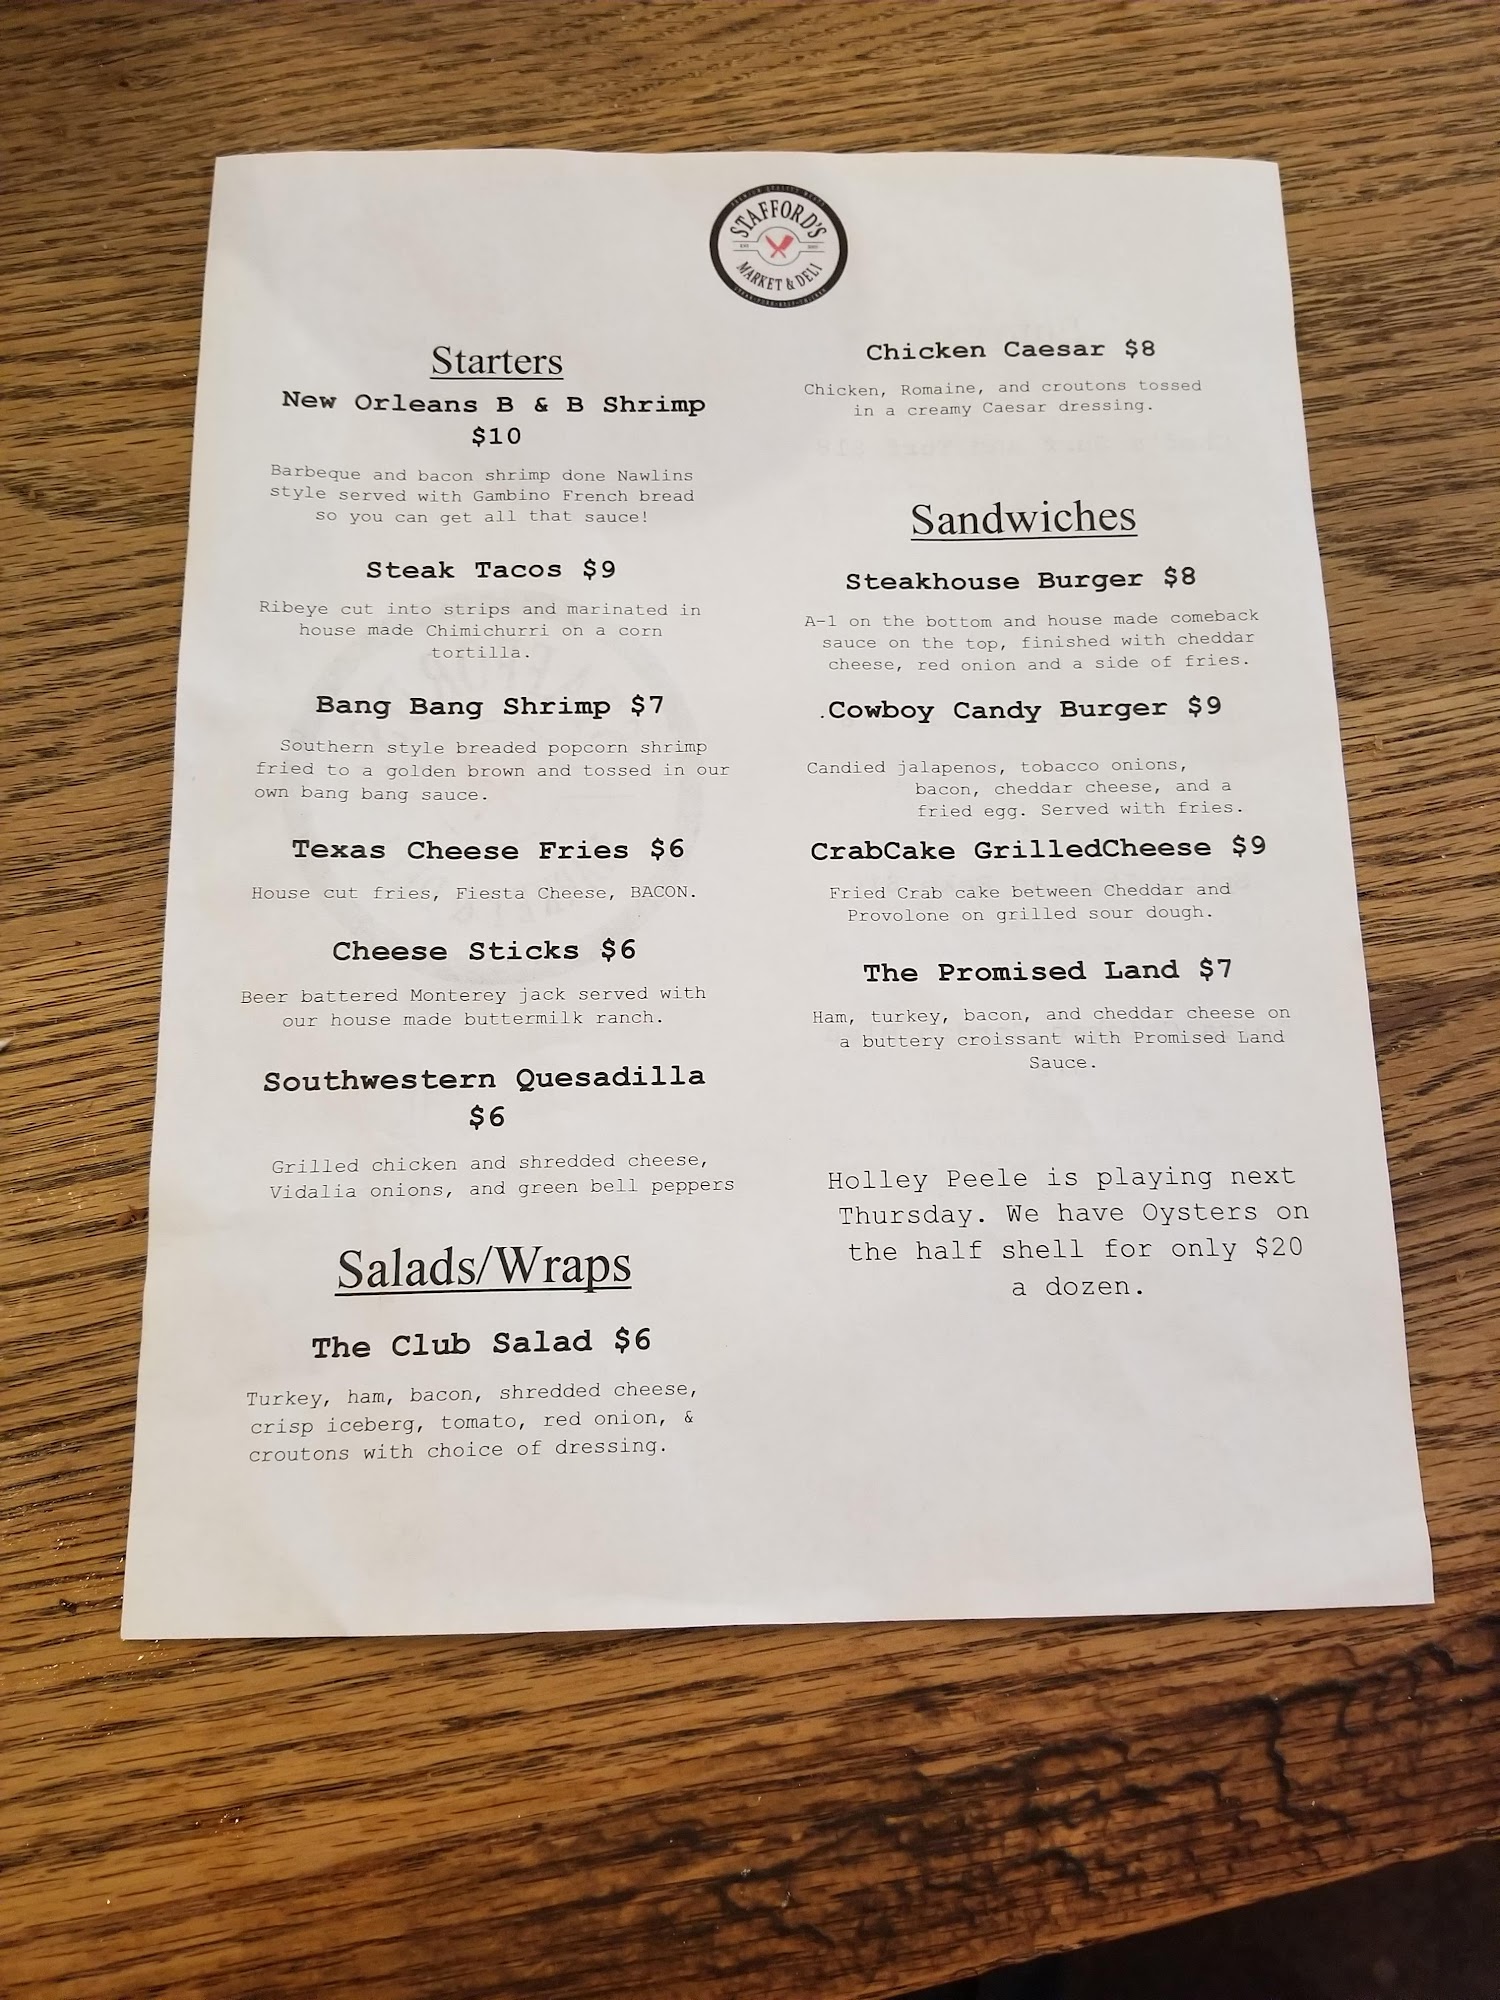 STAFFORD'S
MARKET & DELI
Starters
New Orleans B & B Shrimp
$10
Barbeque and bacon shrimp done Nawlins
style served with Gambino French bread
so you can get all that sauce!
Steak Tacos $9
Ribeye cut into strips and marinated in
house made Chimichurri on a corn
tortilla.
Bang Bang Shrimp $7
Southern style breaded popcorn shrimp
fried to a golden brown and tossed in our
own bang bang sauce.
Texas Cheese Fries $6
House cut fries, Fiesta Cheese, BACON.
Cheese Sticks $6
Beer battered Monterey jack served with
our house made buttermilk ranch.
Southwestern Quesadilla
$6
Grilled chicken and shredded cheese,
Vidalia onions, and green bell peppers
Salads/Wraps
The Club Salad $6
Turkey, ham, bacon, shredded cheese,
crisp iceberg, tomato, red onion, &
croutons with choice of dressing.
Chicken Caesar $8
Chicken, Romaine, and croutons tossed
in a creamy Caesar dressing.
Sandwiches
Steakhouse Burger $8
A-1 on the bottom and house made comeback
sauce on the top, finished with cheddar
cheese, red onion and a side of fries.
.Cowboy Candy Burger $9
Candied jalapenos, tobacco onions,
bacon, cheddar cheese, and a
fried egg. Served with fries.
CrabCake GrilledCheese $9
Fried Crab cake between Cheddar and
Provolone on grilled sour dough.
The Promised Land $7
Ham, turkey, bacon, and cheddar cheese on
a buttery croissant with Promised Land
Sauce.
Holley Peele is playing next
Thursday. We have Oysters on
the half shell for only $20
a dozen.